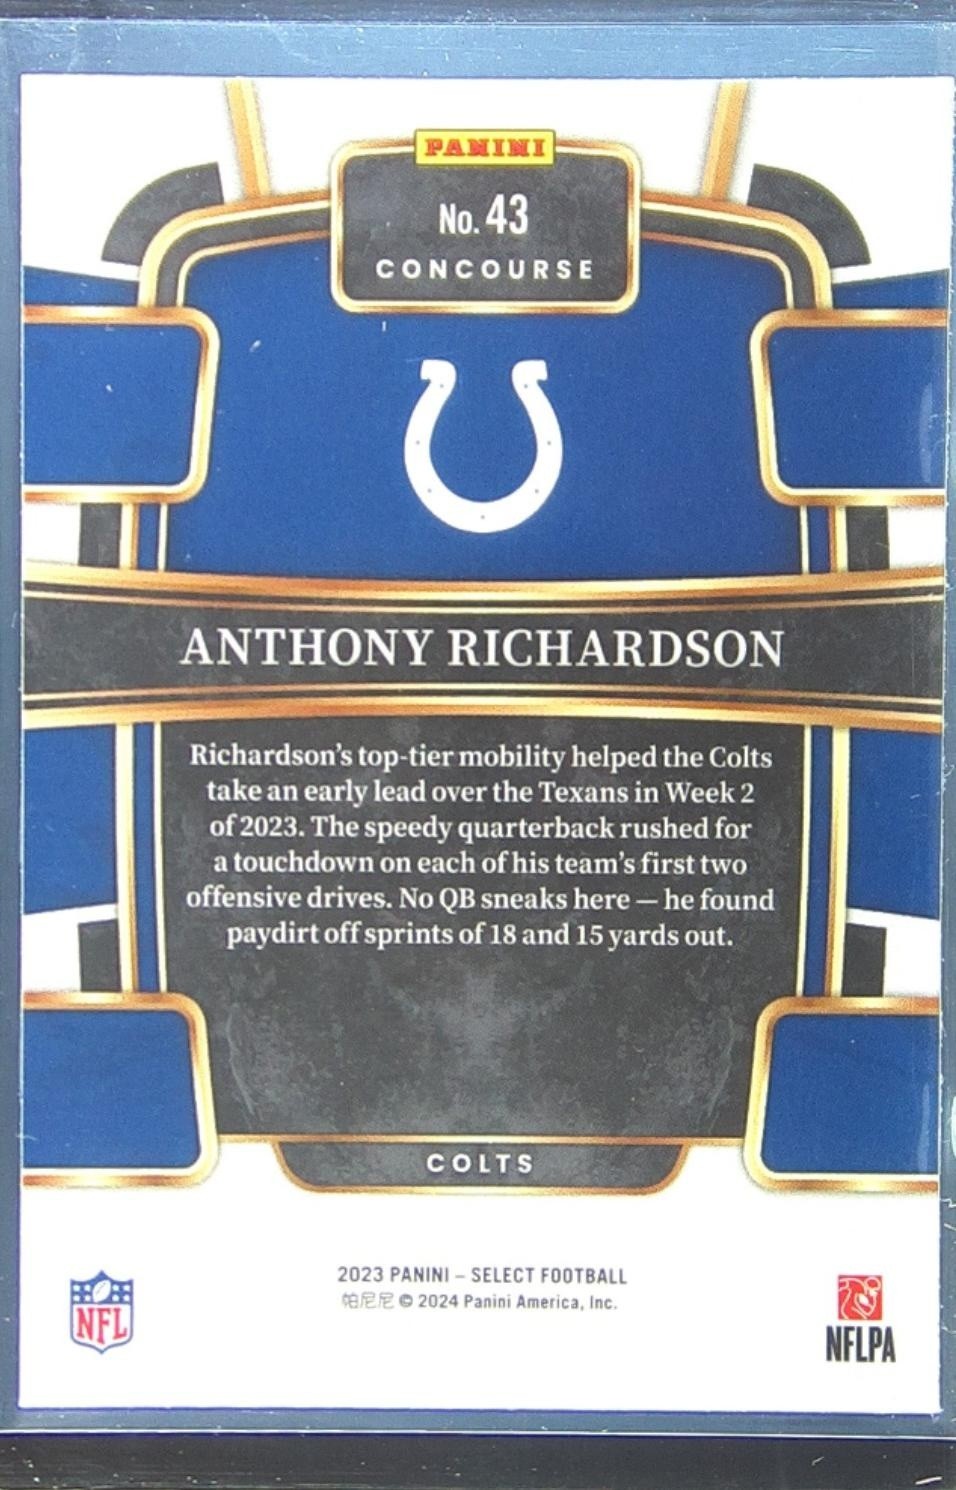 PANINI
No. 43
CONCOURSE
ANTHONY RICHARDSON
Richardson's top-tier mobility helped the Colts
take an early lead over the Texans in Week 2
of 2023. The speedy quarterback rushed for
a touchdown on each of his team's first two
offensive drives. No QB sneaks here — he found
paydirt off sprints of 18 and 15 yards out.
COLTS
2023 PANINI – SELECT FOOTBALL
帕尼尼 © 2024 Panini America, Inc.
NFL
NFLPA